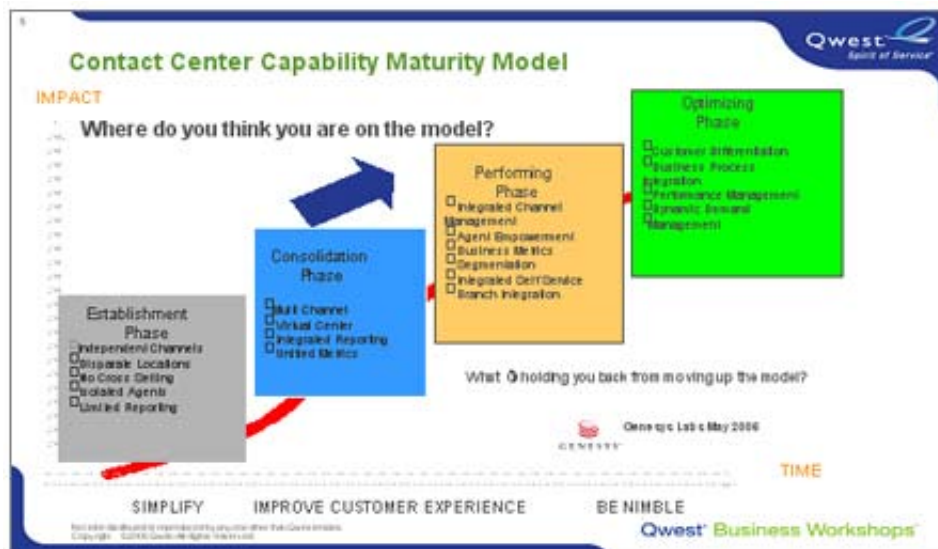 Qwest
Spirit of Service
Contact Center Capability Maturity Model
IMPACT
Where do you think you are on the model?
Optimizing
Phase
Customer Differentiation
Business Process
Integration
Performance Management
Dynamic Demand
Management
Performing
Phase
Integrated Channel
Management
Agent Empowerment
Business Metrics
Segmentation
Integrated Self Service
Branch Integration
Consolidation
Phase
Multi Channel
Virtual Center
Integrated Reporting
Unified Metrics
Establishment
Phase
Independent Channels
Disparate Locations
No Cross Selling
Isolated Agents
Limited Reporting
What holding you back from moving up the model?
GENESYS
Genesys Labs May 2006
TIME
SIMPLIFY IMPROVE CUSTOMER EXPERIENCE BE NIMBLE
Qwest Business Workshops